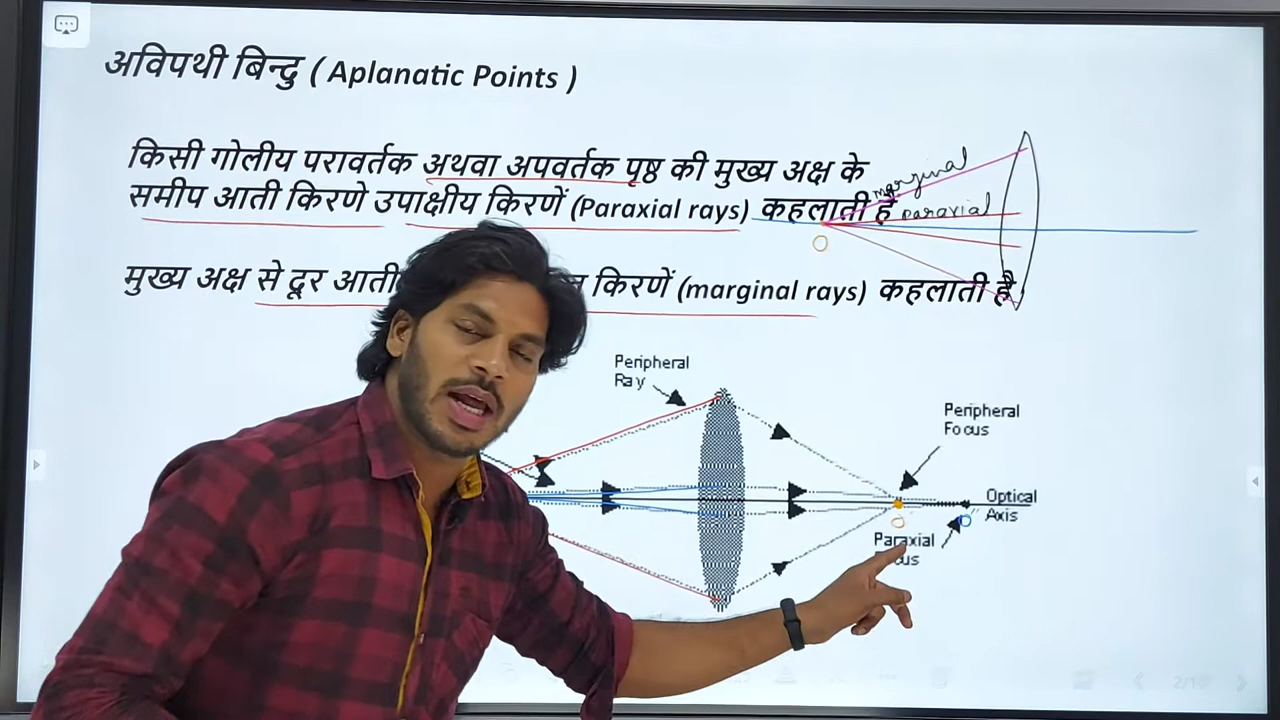 अविपथी बिन्दु ( Aplanatic Points )
किसी गोलीय परावर्तक अथवा अपवर्तक पृष्ठ की मुख्य अक्ष के
समीप आती किरणे उपाक्षीय किरणें (Paraxial rays) कहलाती है
marginal
paraxial
O
मुख्य अक्ष से दूर आती किरणें (marginal rays) कहलाती है
Peripheral
Ray
Peripheral
Focus
Optical
Axis
O'
O''
Paraxial